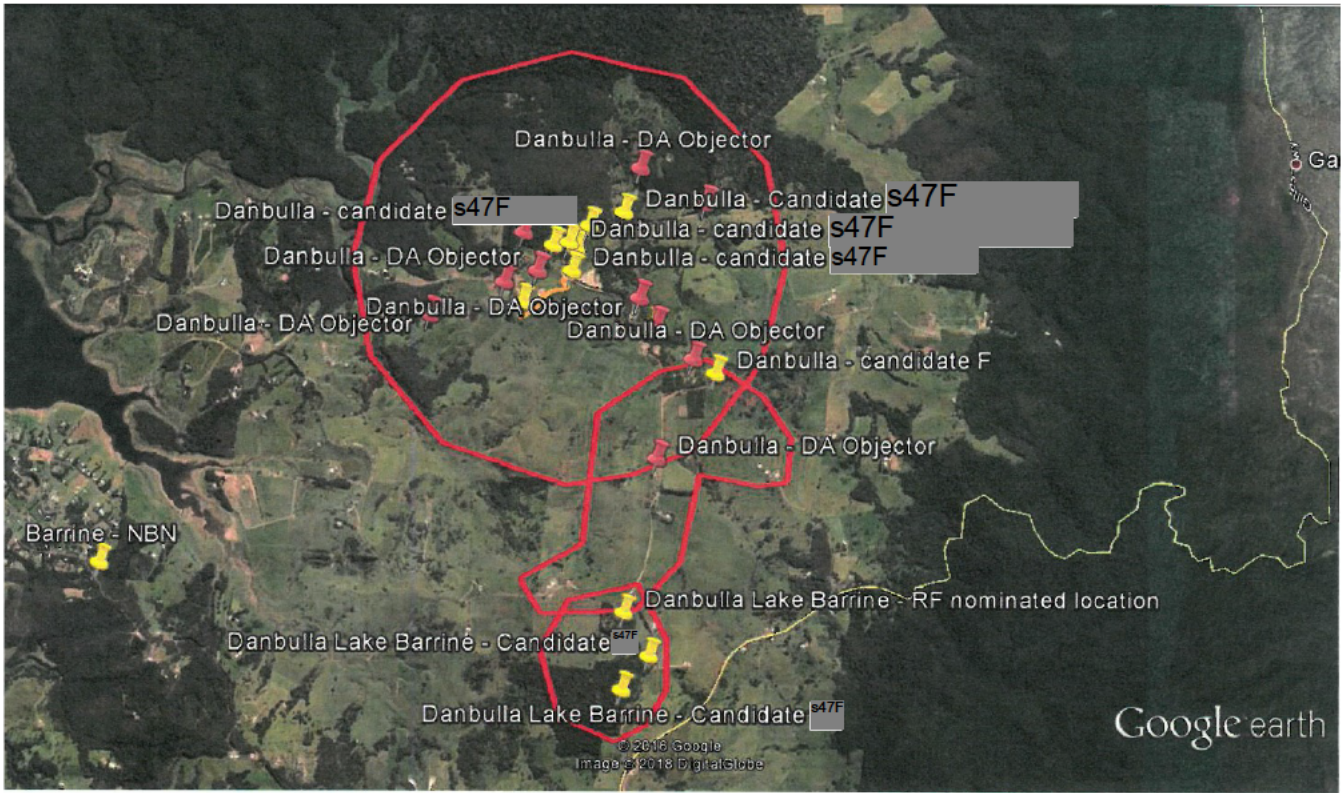 Danbulla - DA Objector
Ga
Danbulla - Candidate s47F
Danbulla - candidate s47F
Danbulla - candidate s47F
Danbulla - DA Objector
Danbulla - candidate s47F
Danbulla - DA Objector
Danbulla - DA Objector
Danbulla - DA Objector
Danbulla - candidate F
Danbulla - DA Objector
Barrine - NBN
Danbulla Lake Barrine - RF nominated location
Danbulla Lake Barrine - Candidate s47F
Danbulla Lake Barrine - Candidate s47F
Google earth
© 2018 Google
Image © 2018 DigitalGlobe